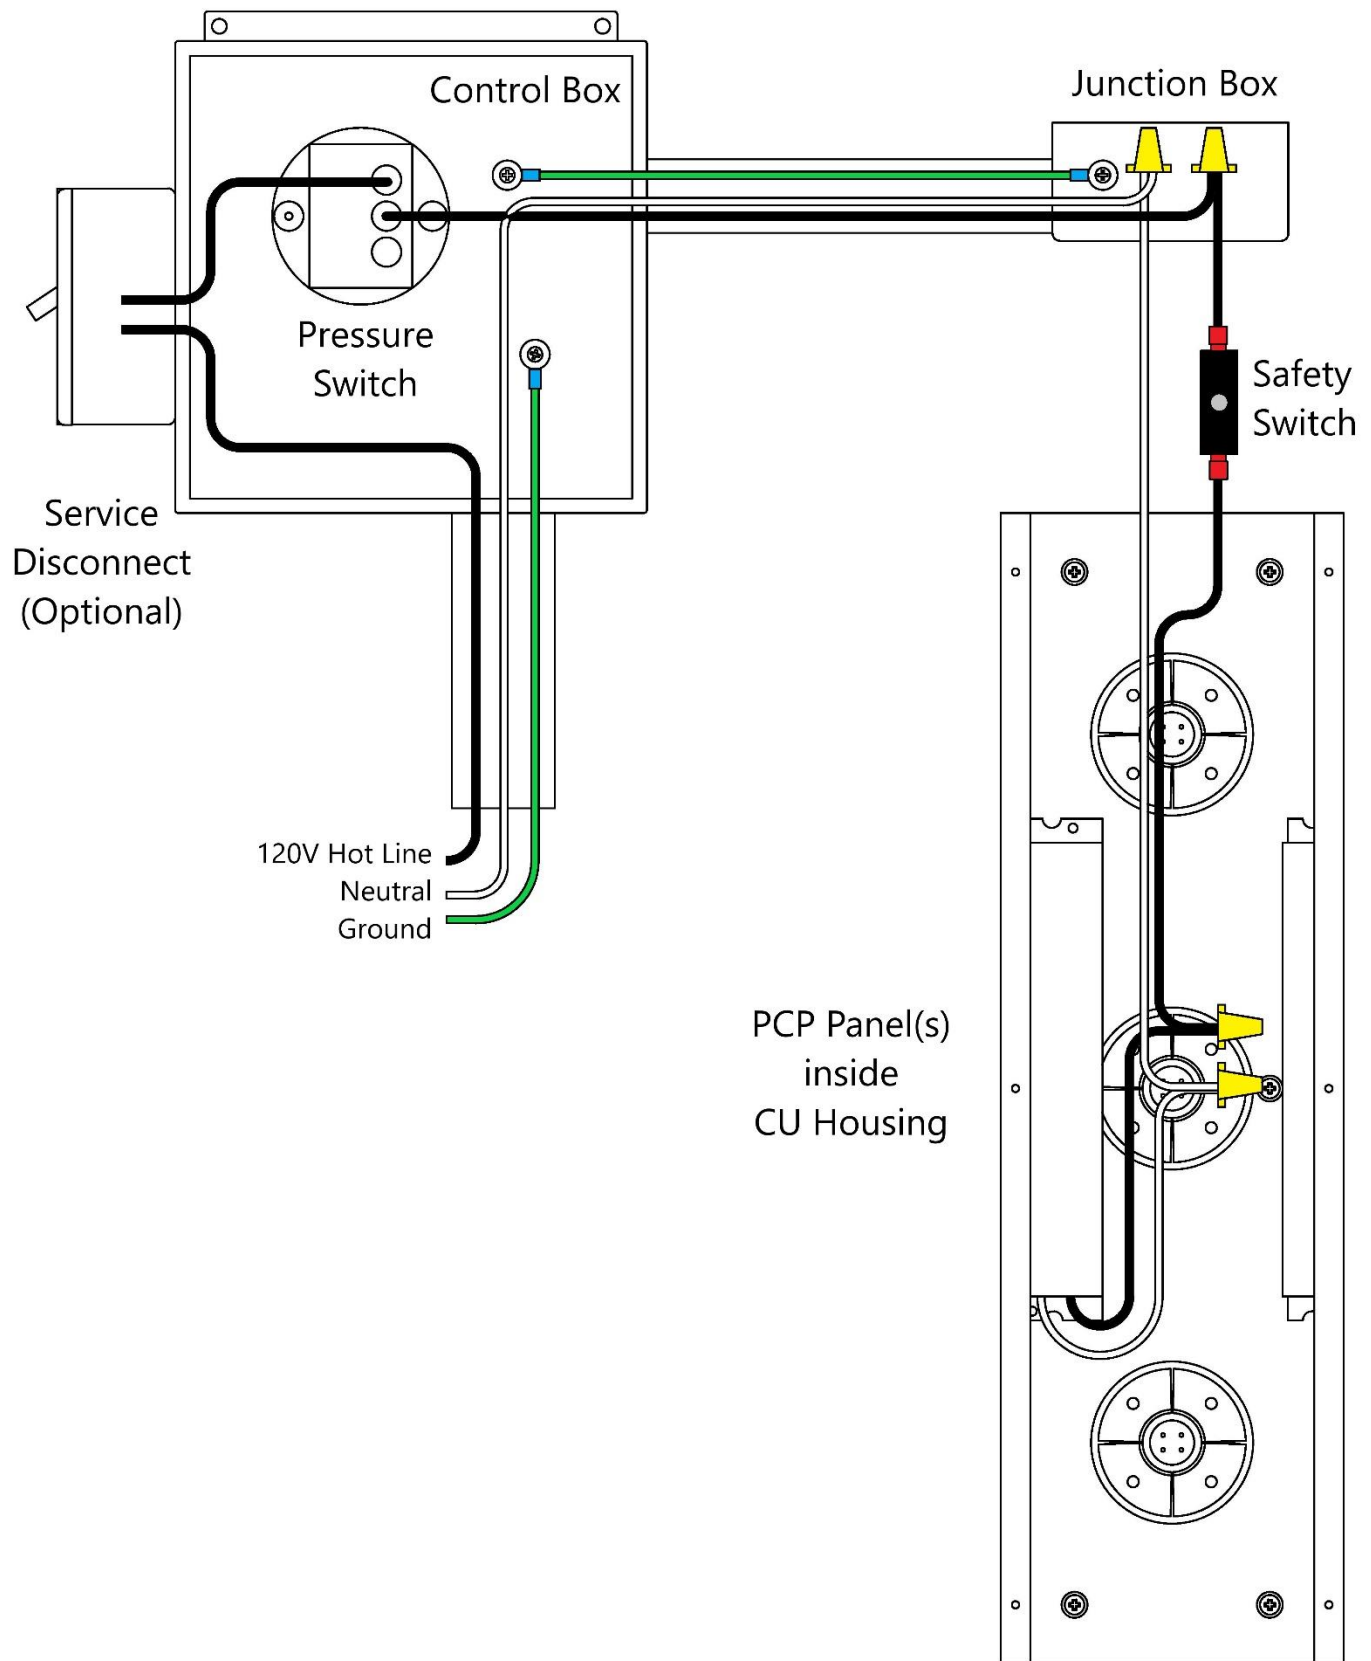 Control Box
Junction Box
Pressure
Switch
Safety
Switch
Service
Disconnect
(Optional)
120V Hot Line
Neutral
Ground
PCP Panel(s)
inside
CU Housing